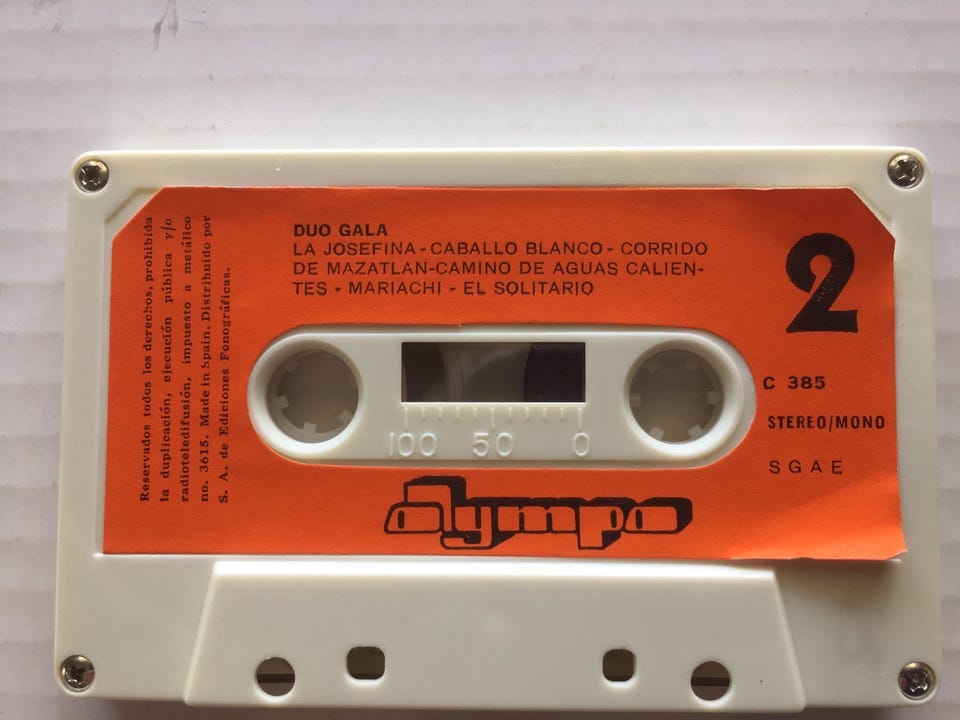 Reservados todos los derechos, prohibida
la duplicación, ejecución pública y/o
radioteledifusión, impuesto a metálico
no. 3615. Made in Spain. Distribuido por
S. A. de Ediciones Fonográficas.
DUO GALA
LA JOSEFINA - CABALLO BLANCO - CORRIDO
DE MAZATLAN-CAMINO DE AGUAS CALIEN-
TES - MARIACHI - EL SOLITARIO
2
C 385
STEREO/MONO
SGAE
100 50 0
olympo